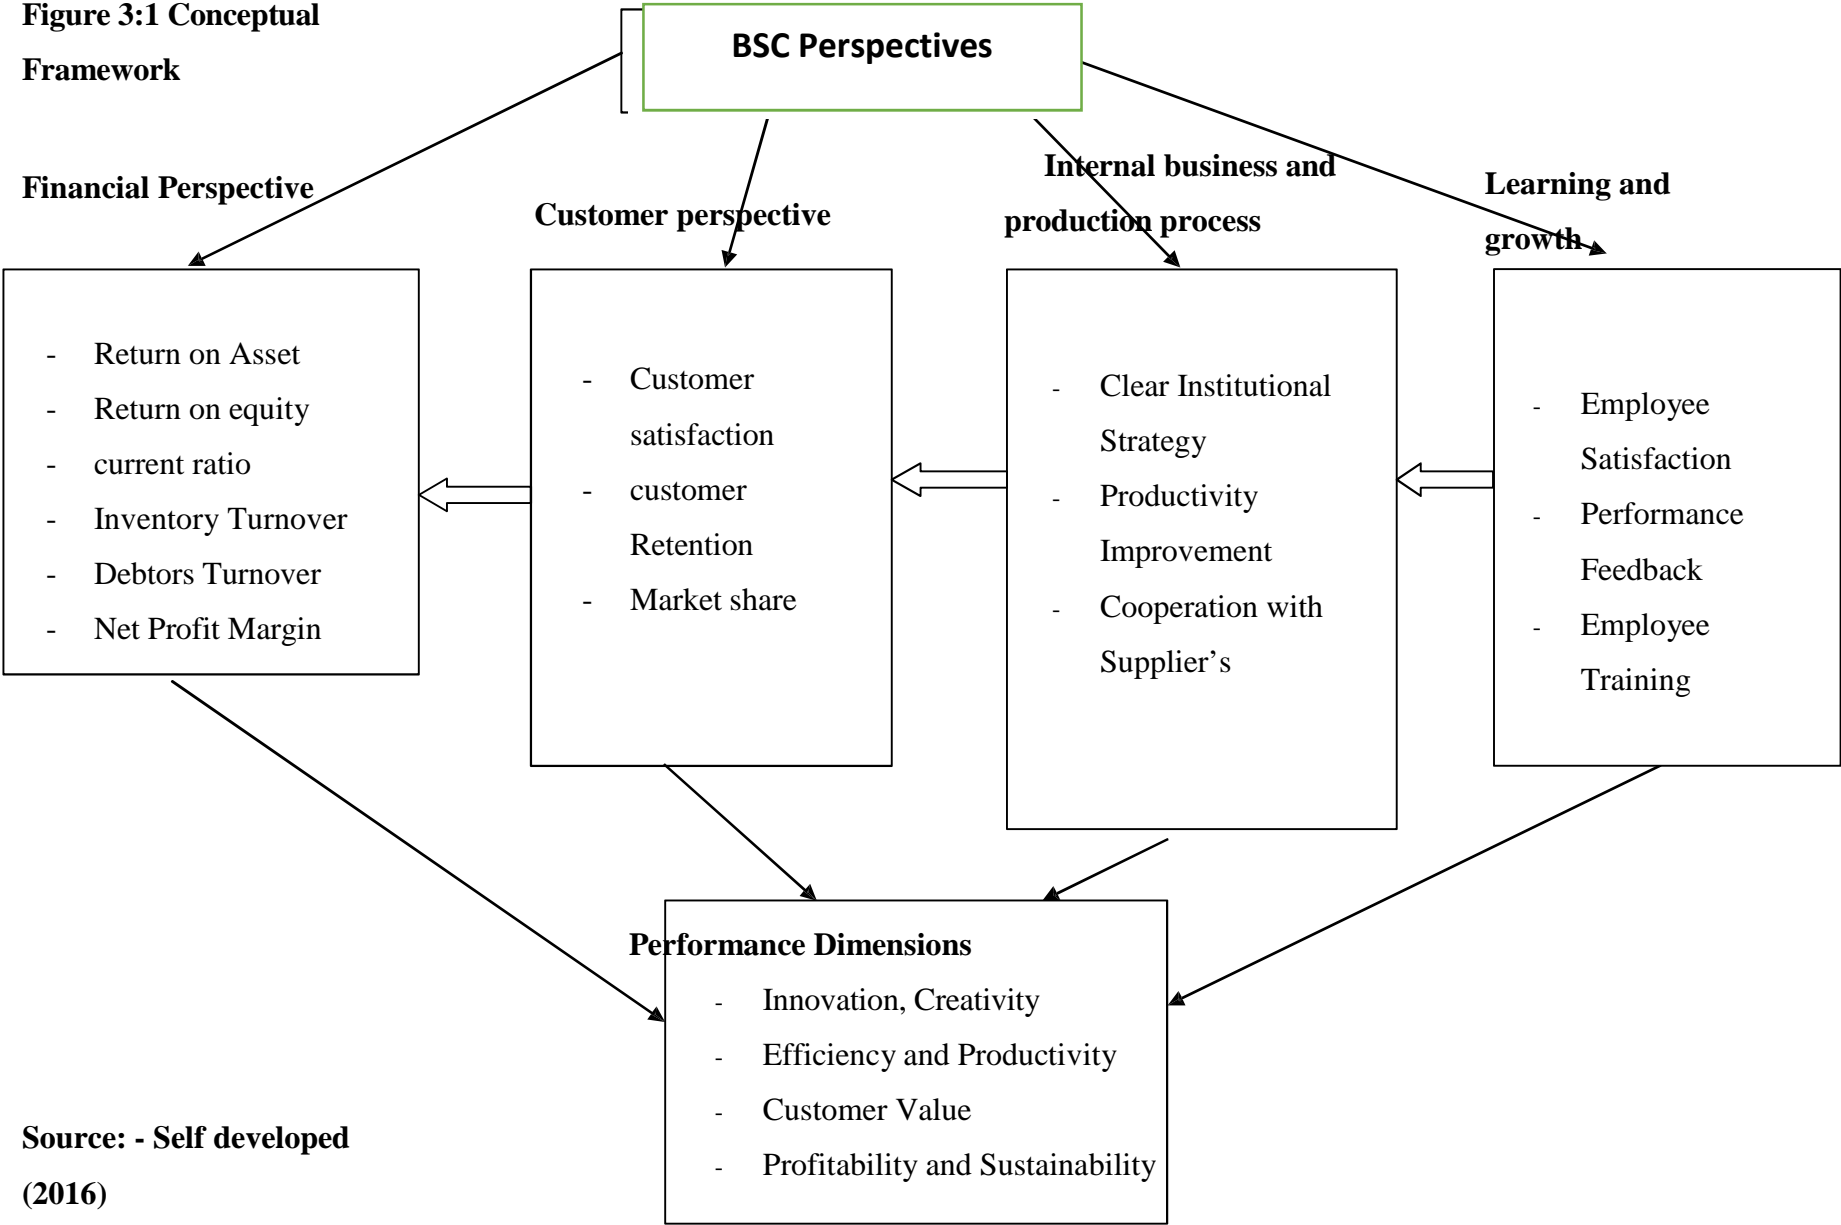 Figure 3:1 Conceptual
Framework
BSC Perspectives
Financial Perspective
Customer perspective
Internal business and
production process
Learning and
growth
- Return on Asset
- Return on equity
- current ratio
- Inventory Turnover
- Debtors Turnover
- Net Profit Margin
- Customer
satisfaction
- customer
Retention
- Market share
- Clear Institutional
Strategy
- Productivity
Improvement
- Cooperation with
Supplier’s
- Employee
Satisfaction
- Performance
Feedback
- Employee
Training
Performance Dimensions
- Innovation, Creativity
- Efficiency and Productivity
- Customer Value
- Profitability and Sustainability
Source: - Self developed
(2016)